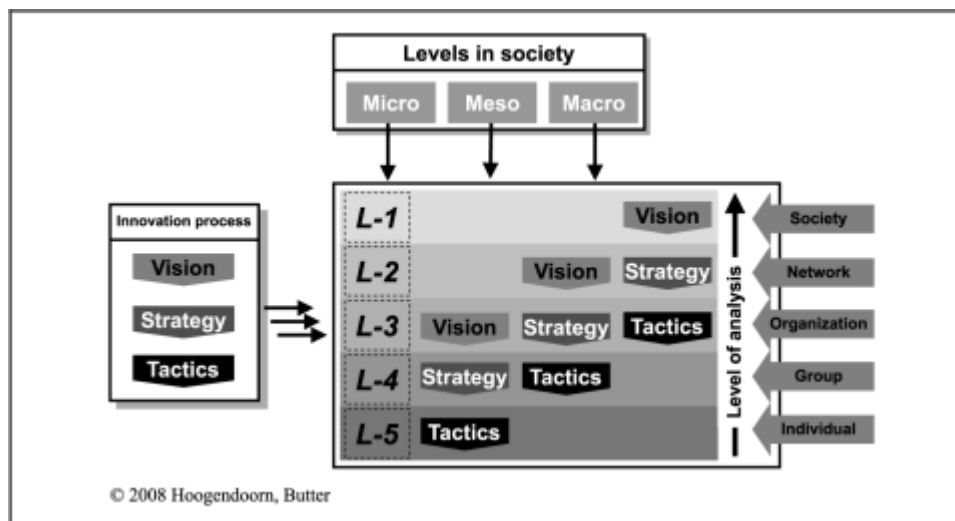 Levels in society
Micro Meso Macro
Innovation process
Vision
Strategy
Tactics
L-1 Vision
L-2 Vision Strategy
L-3 Vision Strategy Tactics
L-4 Strategy Tactics
L-5 Tactics
Level of analysis
Society
Network
Organization
Group
Individual
© 2008 Hoogendoorn, Butter